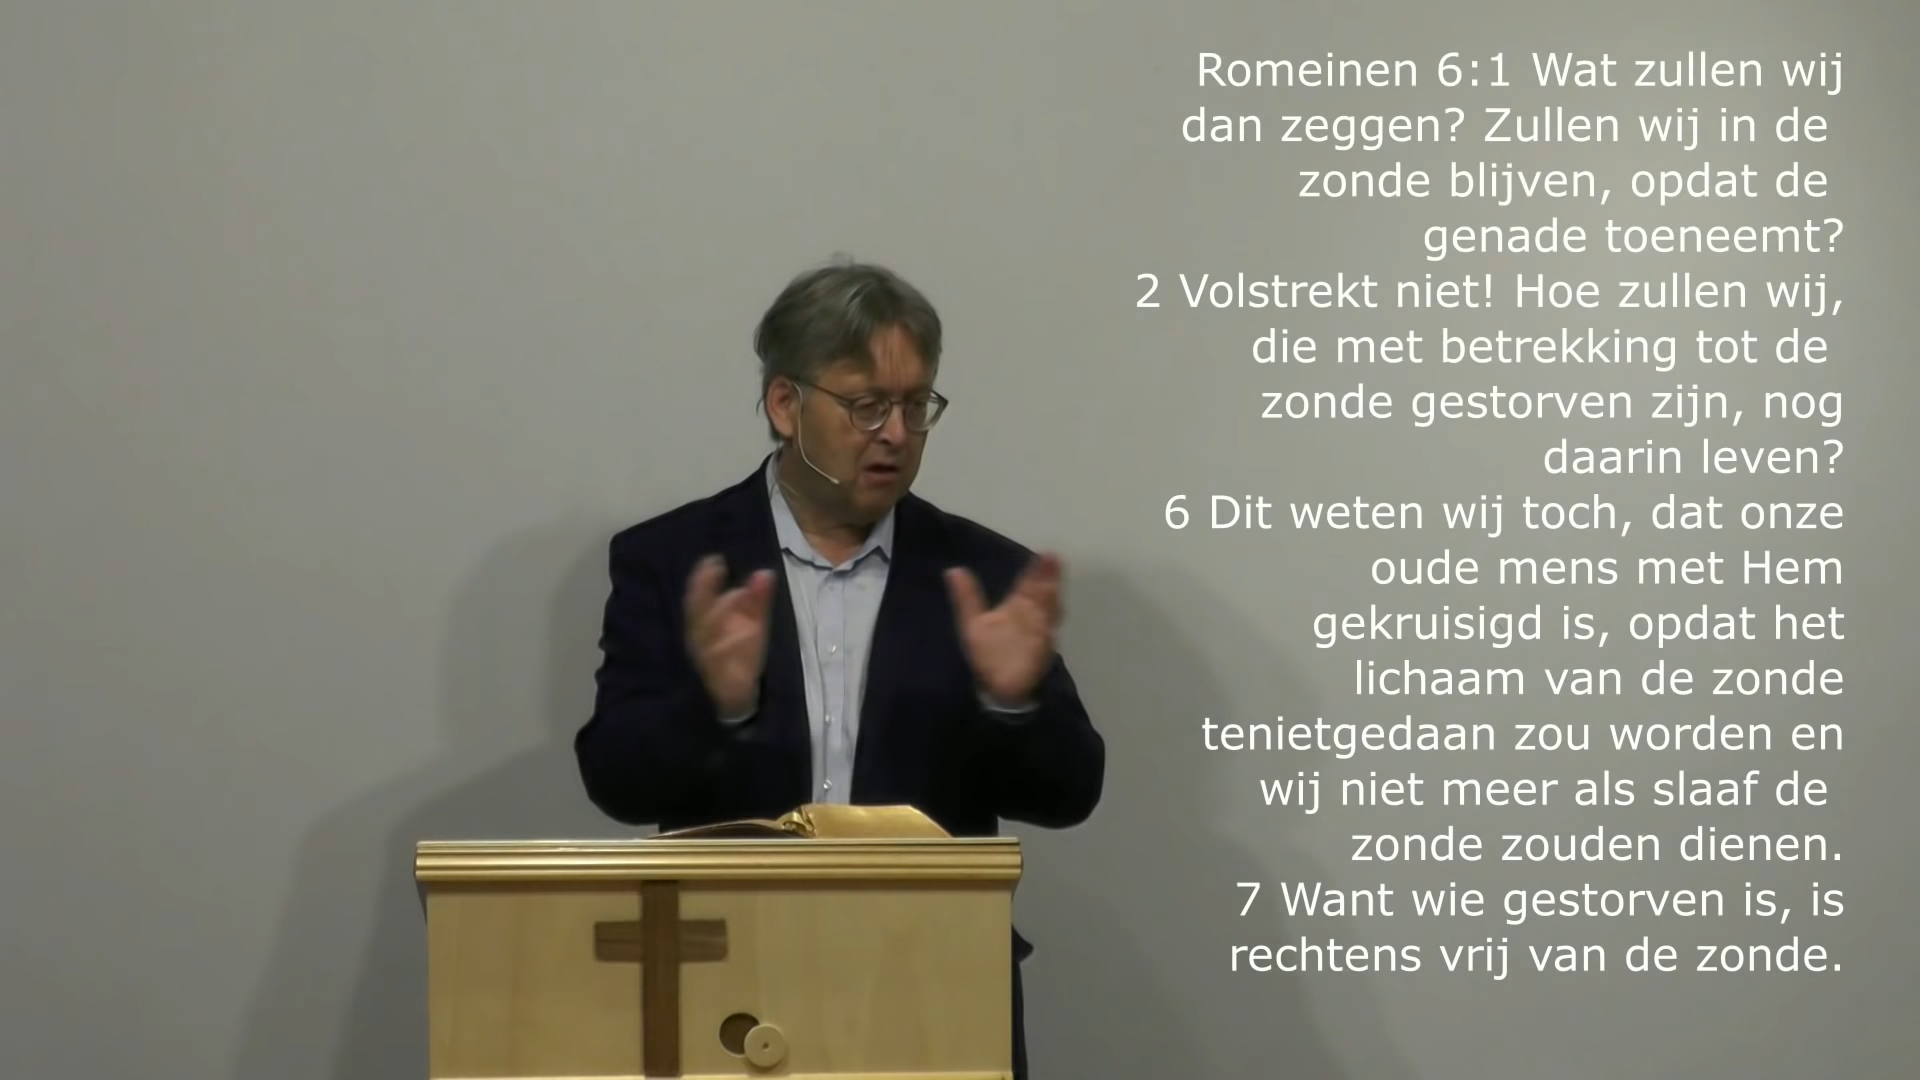 Romeinen 6:1 Wat zullen wij
dan zeggen? Zullen wij in de
zonde blijven, opdat de
genade toeneemt?
2 Volstrekt niet! Hoe zullen wij,
die met betrekking tot de
zonde gestorven zijn, nog
daarin leven?
6 Dit weten wij toch, dat onze
oude mens met Hem
gekruisigd is, opdat het
lichaam van de zonde
tenietgedaan zou worden en
wij niet meer als slaaf de
zonde zouden dienen.
7 Want wie gestorven is, is
rechtens vrij van de zonde.